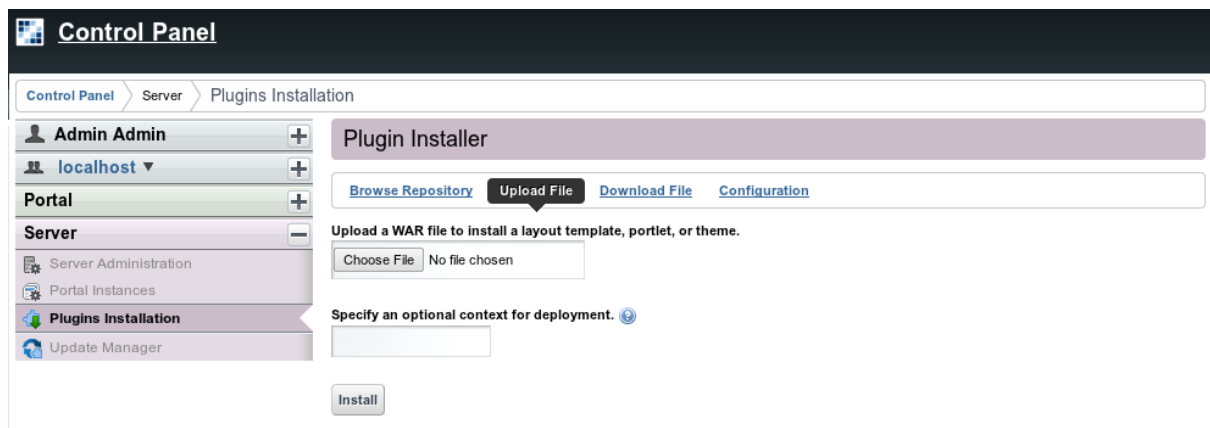 Control Panel
Control Panel Server Plugins Installation
Admin Admin
localhost ▼
Portal
Server
Server Administration
Portal Instances
Plugins Installation
Update Manager
Plugin Installer
Browse Repository Upload File Download File Configuration
Upload a WAR file to install a layout template, portlet, or theme.
Choose File No file chosen
Specify an optional context for deployment.
Install